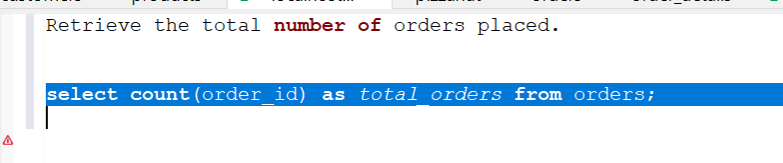 Retrieve the total number of orders placed.
select count(order_id) as total_orders from orders;